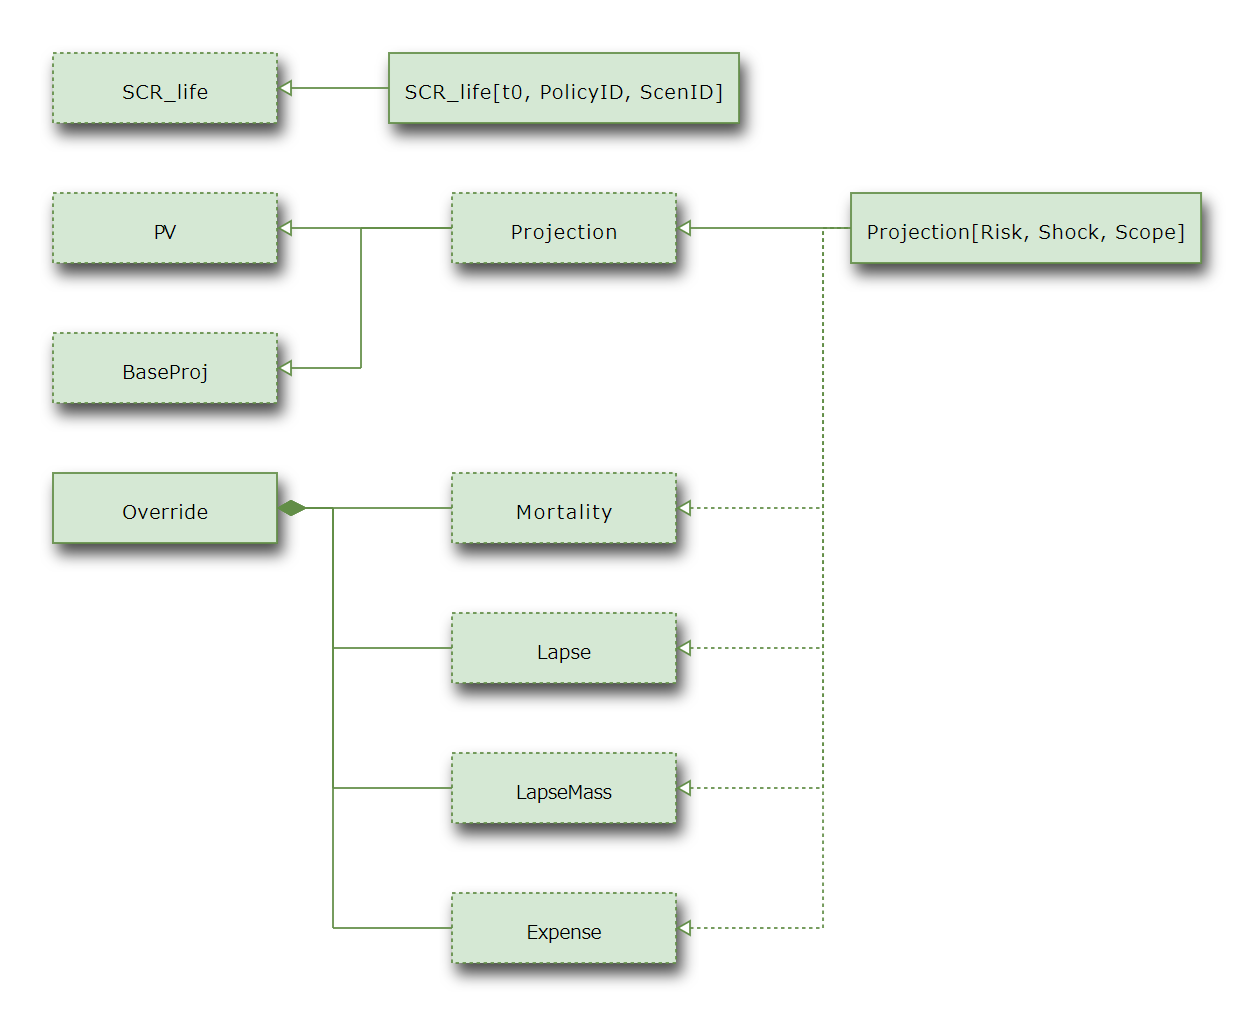 SCR_life
SCR_life[t0, PolicyID, ScenID]
PV
Projection
Projection[Risk, Shock, Scope]
BaseProj
Override
Mortality
Lapse
LapseMass
Expense